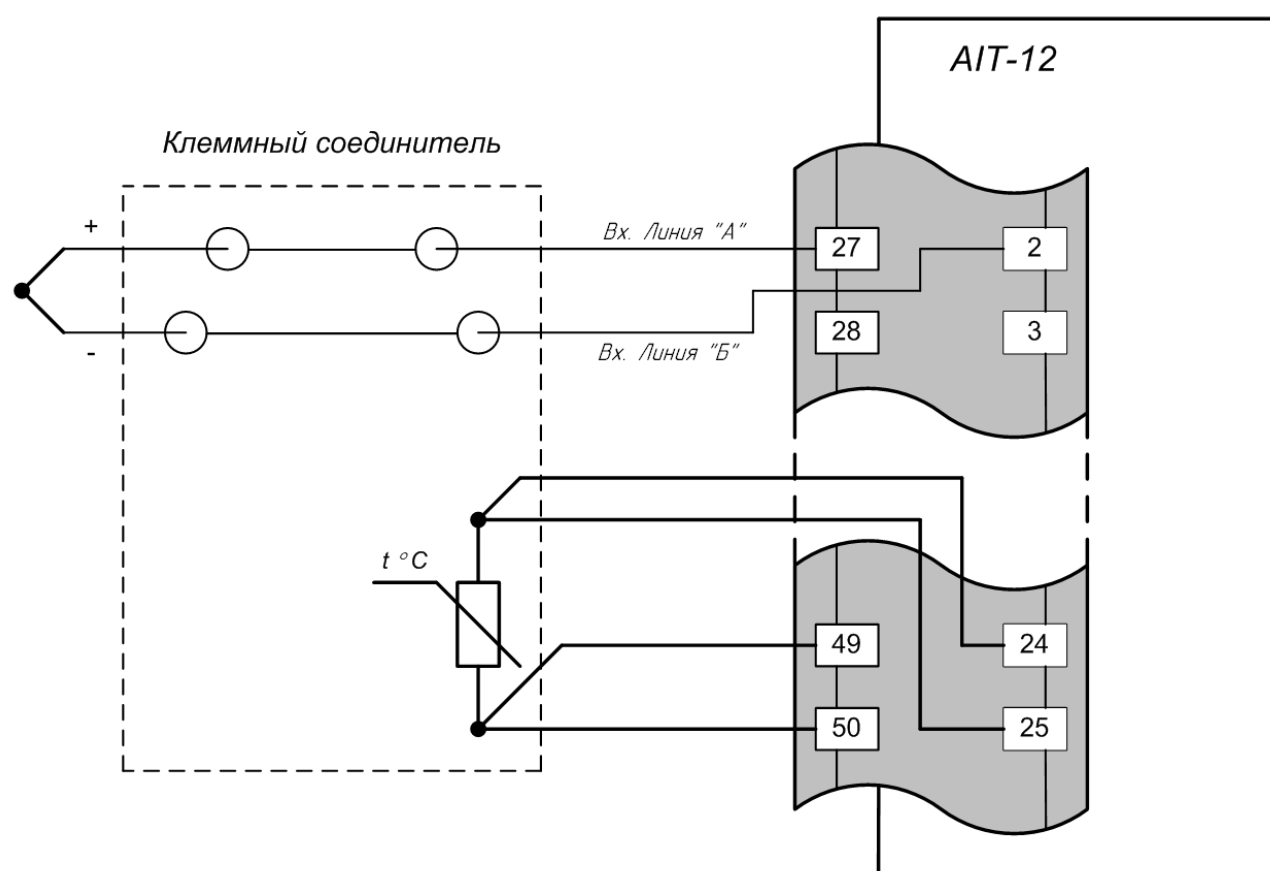 AIT-12
Клеммный соединитель
+
Вх. Линия "А"
27
2
-
Вх. Линия "Б"
28
3
t °C
49
24
50
25